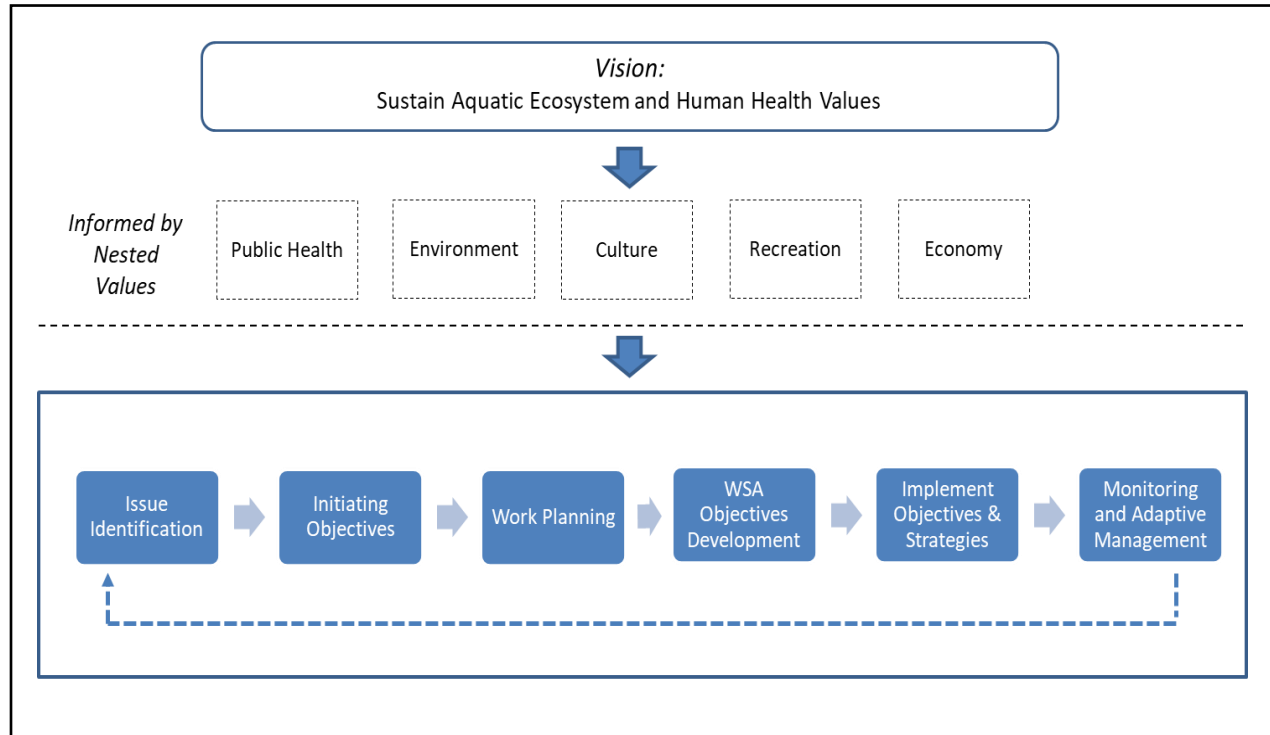 Vision:
Sustain Aquatic Ecosystem and Human Health Values
Informed by
Nested
Values
Public Health
Environment
Culture
Recreation
Economy
Issue
Identification
Initiating
Objectives
Work Planning
WSA
Objectives
Development
Implement
Objectives &
Strategies
Monitoring
and Adaptive
Management